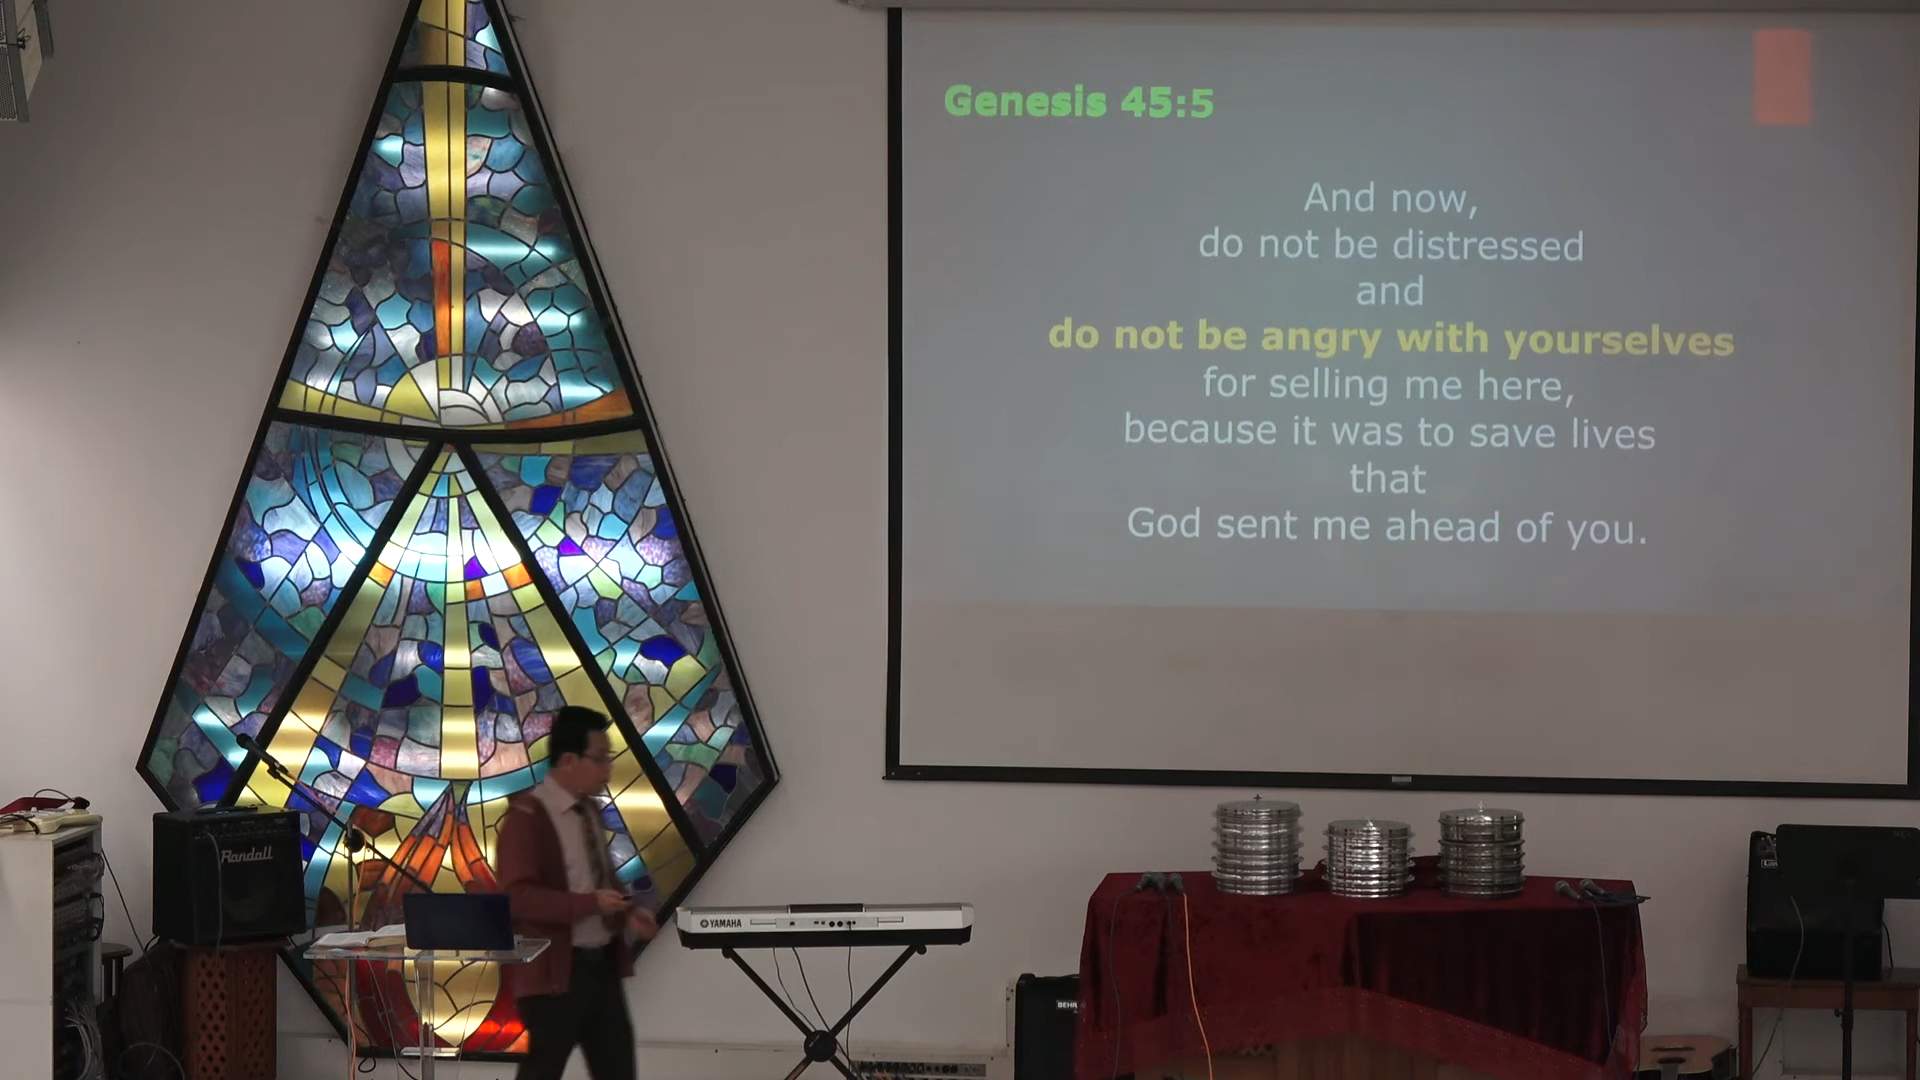 Genesis 45:5
And now,
do not be distressed
and
do not be angry with yourselves
for selling me here,
because it was to save lives
that
God sent me ahead of you.
Randall
YAMAHA
BEHR